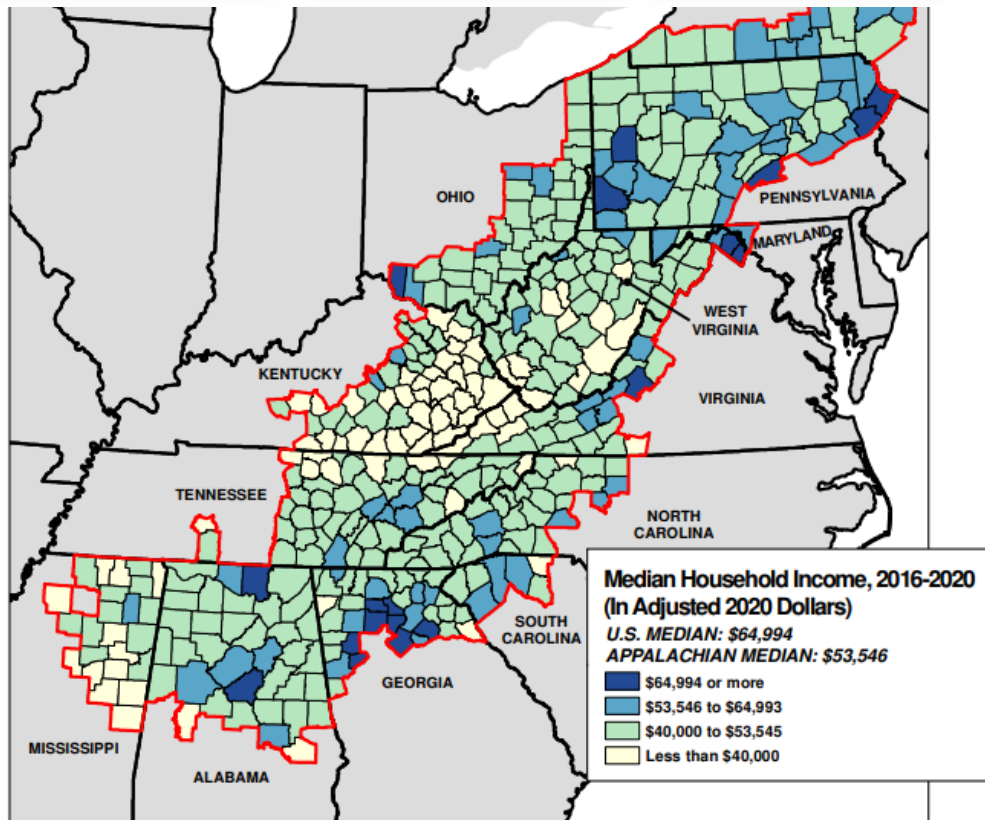 OHIO
PENNSYLVANIA
MARYLAND
WEST
VIRGINIA
KENTUCKY
VIRGINIA
TENNESSEE
NORTH
CAROLINA
SOUTH
CAROLINA
GEORGIA
MISSISSIPPI
ALABAMA
Median Household Income, 2016-2020
(In Adjusted 2020 Dollars)
U.S. MEDIAN: $64,994
APPALACHIAN MEDIAN: $53,546
$64,994 or more
$53,546 to $64,993
$40,000 to $53,545
Less than $40,000